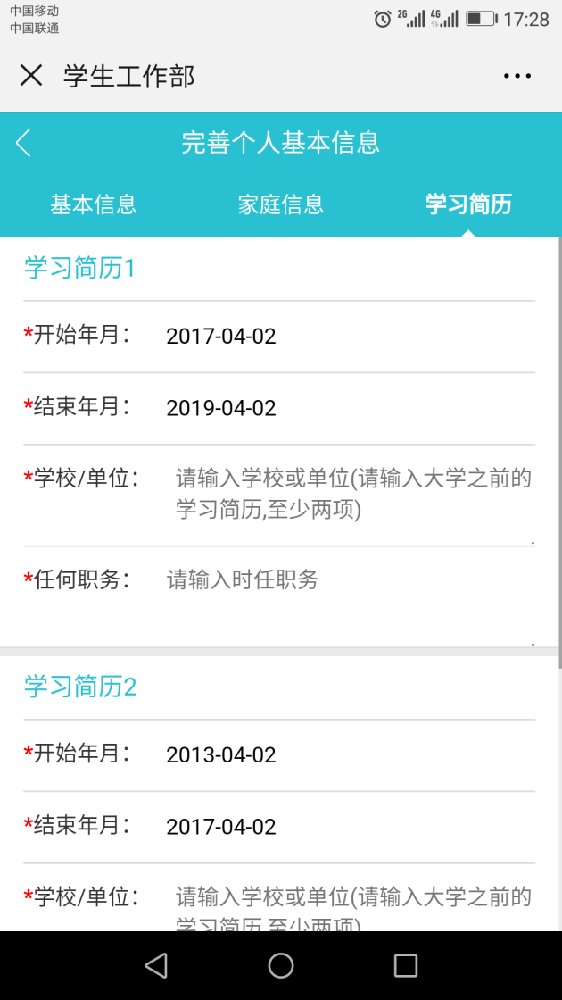 中国移动
中国联通
2G 4G 17:28
学生工作部
完善个人基本信息
基本信息 家庭信息 学习简历
学习简历1
*开始年月： 2017-04-02
*结束年月： 2019-04-02
*学校/单位： 请输入学校或单位(请输入大学之前的
学习简历,至少两项)
*任何职务： 请输入时任职务
学习简历2
*开始年月： 2013-04-02
*结束年月： 2017-04-02
*学校/单位： 请输入学校或单位(请输入大学之前的
学习简历,至少两项)